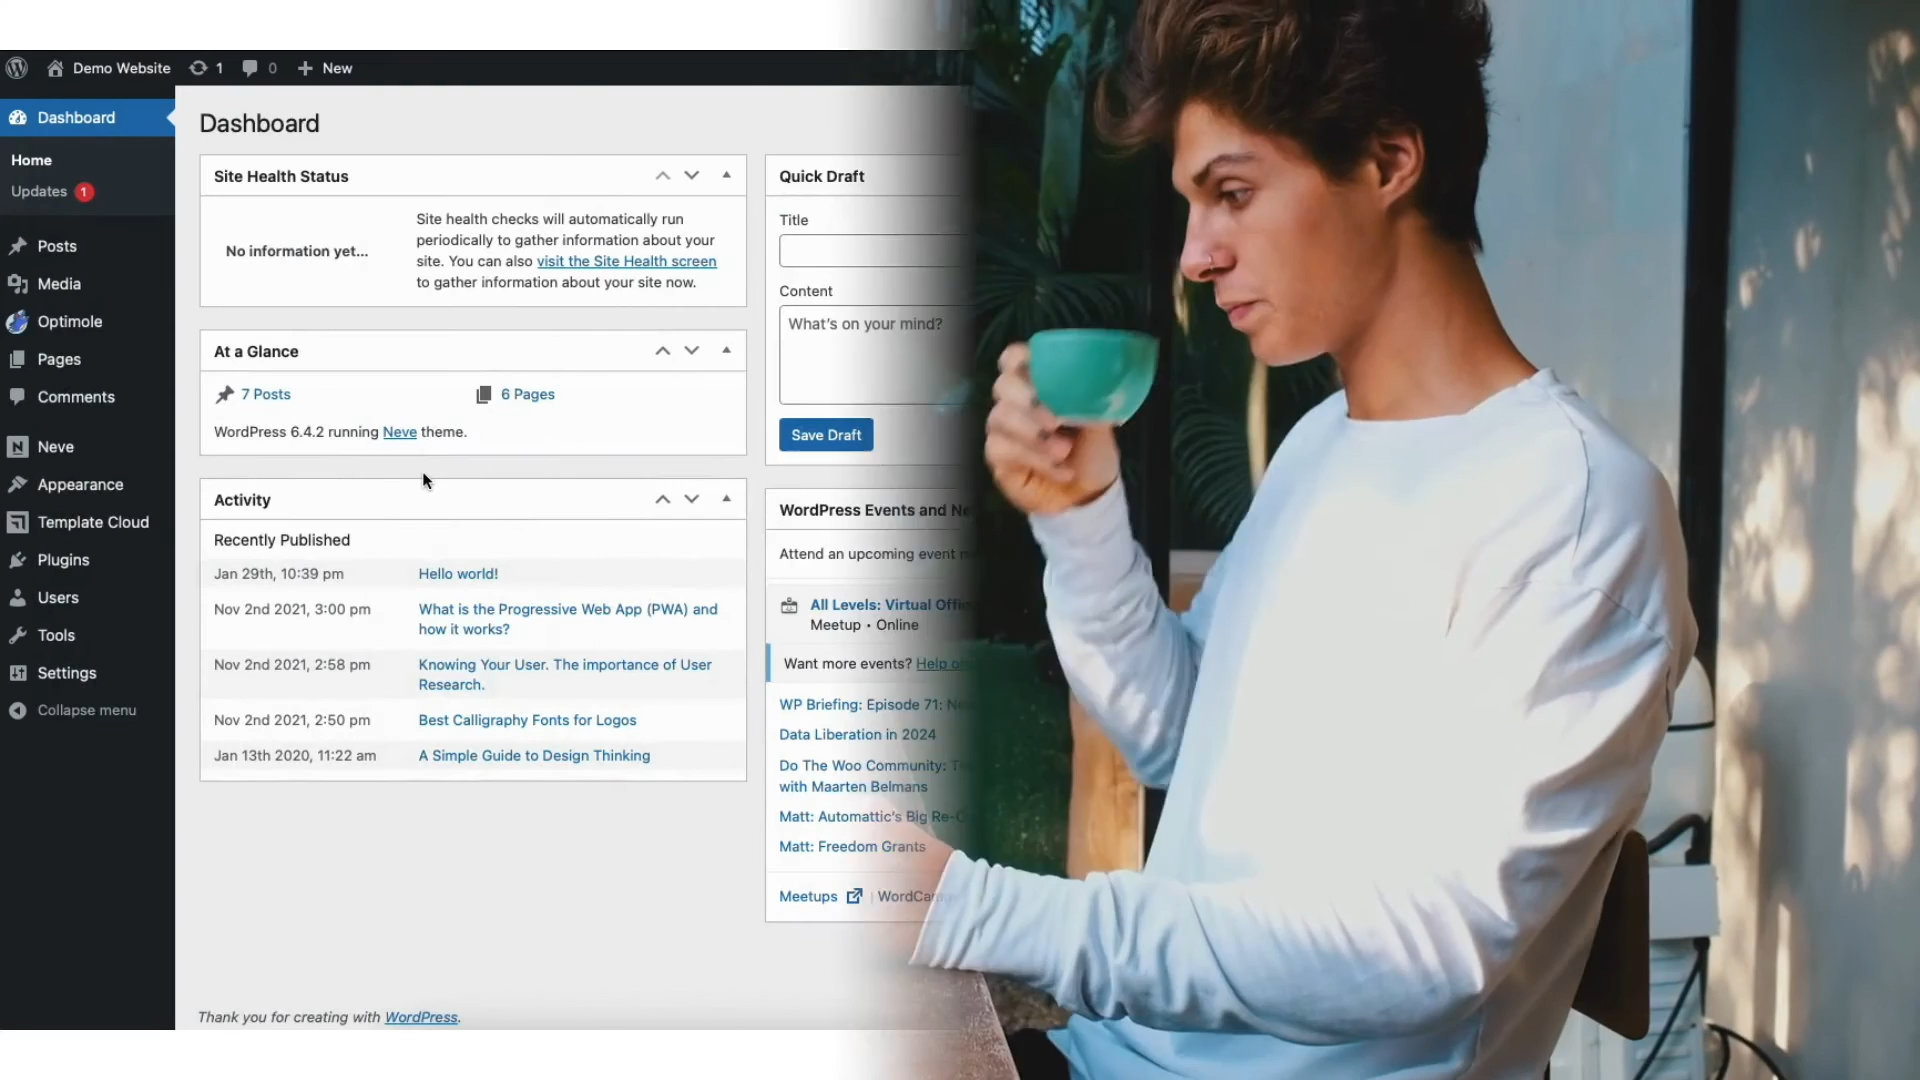 Demo Website 1 0 New
Dashboard
Home
Updates 1
Posts
Media
Optimole
Pages
Comments
Neve
Appearance
Template Cloud
Plugins
Users
Tools
Settings
Collapse menu
Dashboard
Site Health Status
No information yet...
Site health checks will automatically run
periodically to gather information about your
site. You can also visit the Site Health screen
to gather information about your site now.
At a Glance
7 Posts 6 Pages
WordPress 6.4.2 running Neve theme.
Activity
Recently Published
Jan 29th, 10:39 pm Hello world!
Nov 2nd 2021, 3:00 pm What is the Progressive Web App (PWA) and
how it works?
Nov 2nd 2021, 2:58 pm Knowing Your User. The importance of User
Research.
Nov 2nd 2021, 2:50 pm Best Calligraphy Fonts for Logos
Jan 13th 2020, 11:22 am A Simple Guide to Design Thinking
Quick Draft
Title
Content
What's on your mind?
Save Draft
WordPress Events and
Attend an upcoming event
All Levels: Virtual
Meetup • Online
Want more events? Help
WP Briefing: Episode 71:
Data Liberation in 2024
Do The Woo Community:
with Maarten Belmans
Matt: Automattic's Big
Matt: Freedom Grants
Meetups |
Thank you for creating with WordPress.